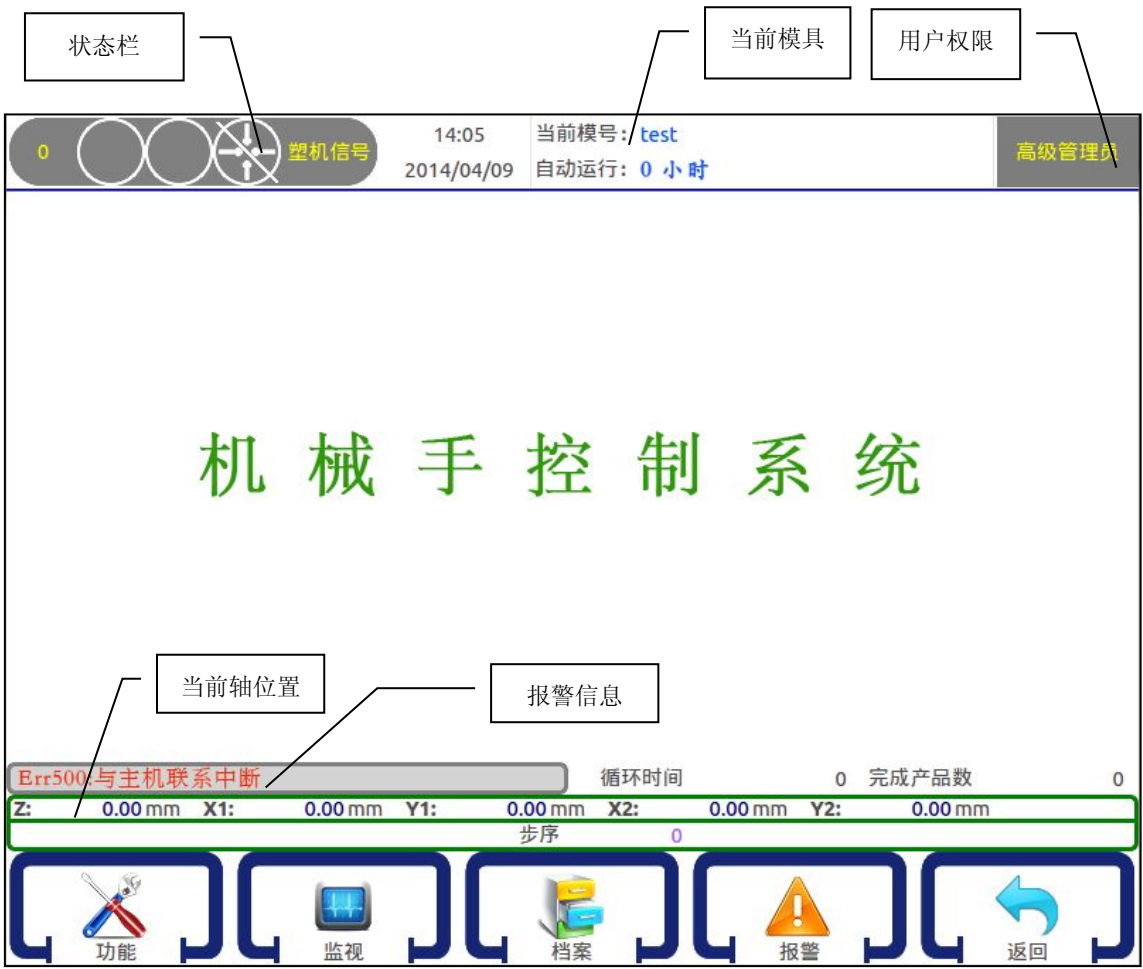 状态栏
当前模具
用户权限
0
塑机信号
14:05
2014/04/09
当前模号: test
自动运行: 0 小时
高级管理员
机械手控制系统
当前轴位置
报警信息
Err500:与主机联系中断
循环时间 0 完成产品数 0
Z: 0.00 mm X1: 0.00 mm Y1: 0.00 mm X2: 0.00 mm Y2: 0.00 mm
步序 0
功能
监视
档案
报警
返回